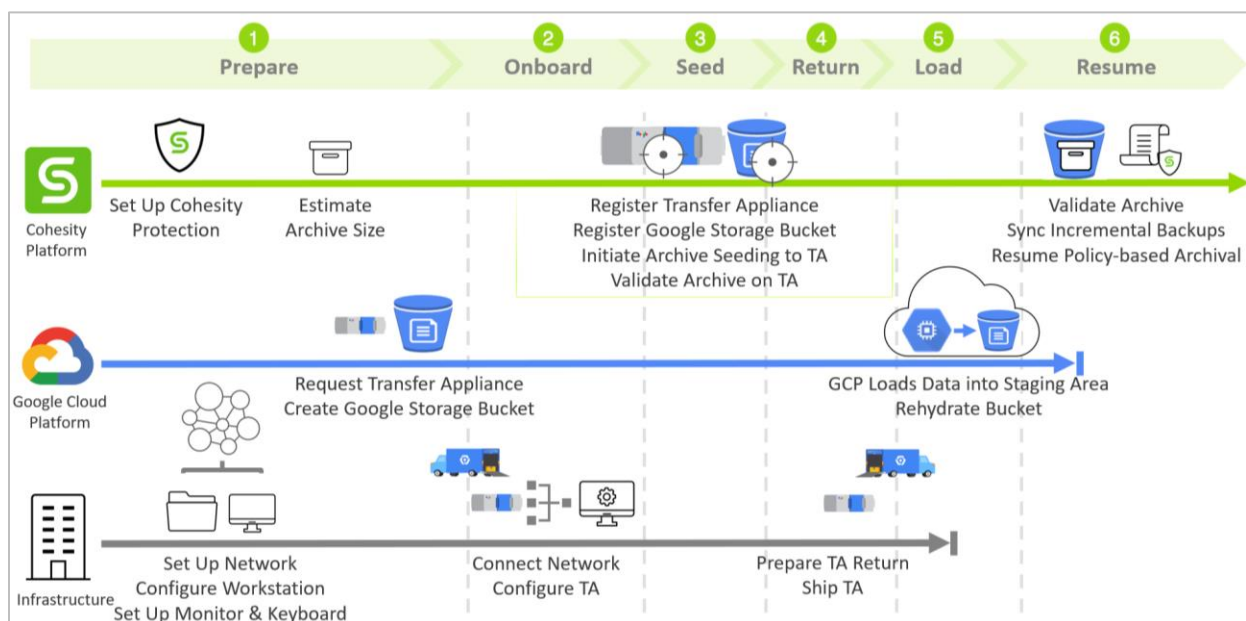 1
2
3
4
5
6
Prepare
Onboard
Seed
Return
Load
Resume
Cohesity
Platform
Set Up Cohesity
Protection
Estimate
Archive Size
Register Transfer Appliance
Register Google Storage Bucket
Initiate Archive Seeding to TA
Validate Archive on TA
Validate Archive
Sync Incremental Backups
Resume Policy-based Archival
Google Cloud
Platform
Request Transfer Appliance
Create Google Storage Bucket
GCP Loads Data into Staging Area
Rehydrate Bucket
Infrastructure
Set Up Network
Configure Workstation
Set Up Monitor & Keyboard
Connect Network
Configure TA
Prepare TA Return
Ship TA